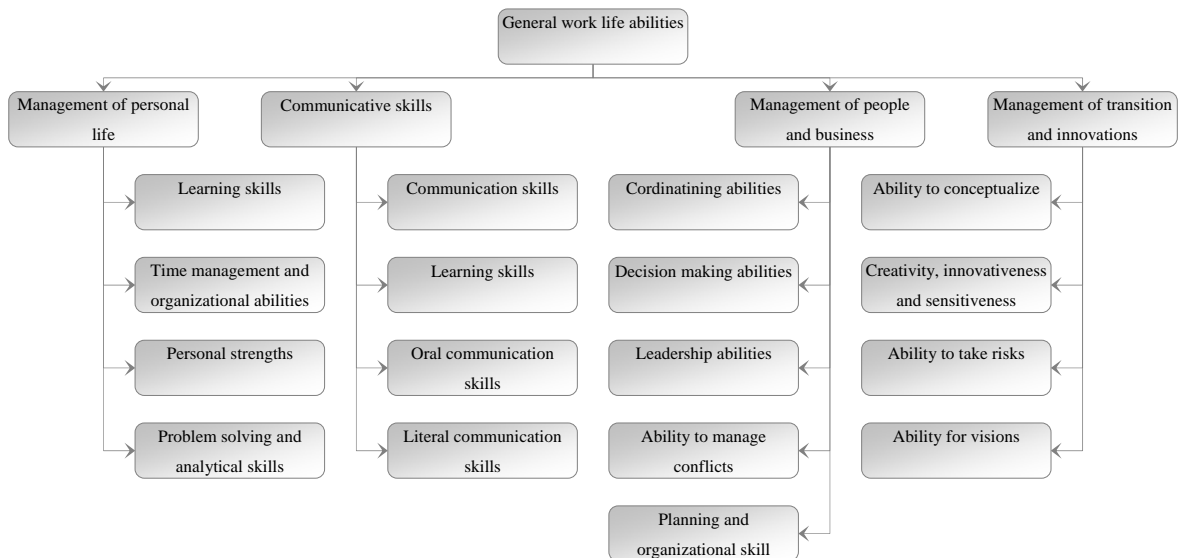 General work life abilities
Management of personal
life
Communicative skills
Management of people
and business
Management of transition
and innovations
Learning skills
Time management and
organizational abilities
Personal strengths
Problem solving and
analytical skills
Communication skills
Learning skills
Oral communication
skills
Literal communication
skills
Cordinatining abilities
Decision making abilities
Leadership abilities
Ability to manage
conflicts
Planning and
organizational skill
Ability to conceptualize
Creativity, innovativeness
and sensitiveness
Ability to take risks
Ability for visions